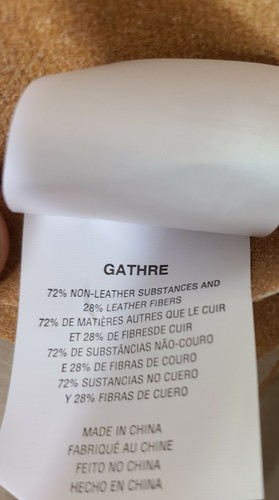 GATHRE
72% NON-LEATHER SUBSTANCES AND
28% LEATHER FIBERS
72% DE MATIÈRES AUTRES QUE LE CUIR
ET 28% DE FIBRESDE CUIR
72% DE SUBSTÂNCIAS NÃO-COURO
E 28% DE FIBRAS DE COURO
72% SUSTANCIAS NO CUERO
Y 28% FIBRAS DE CUERO
MADE IN CHINA
FABRIQUÉ AU CHINE
FEITO NO CHINA
HECHO EN CHINA